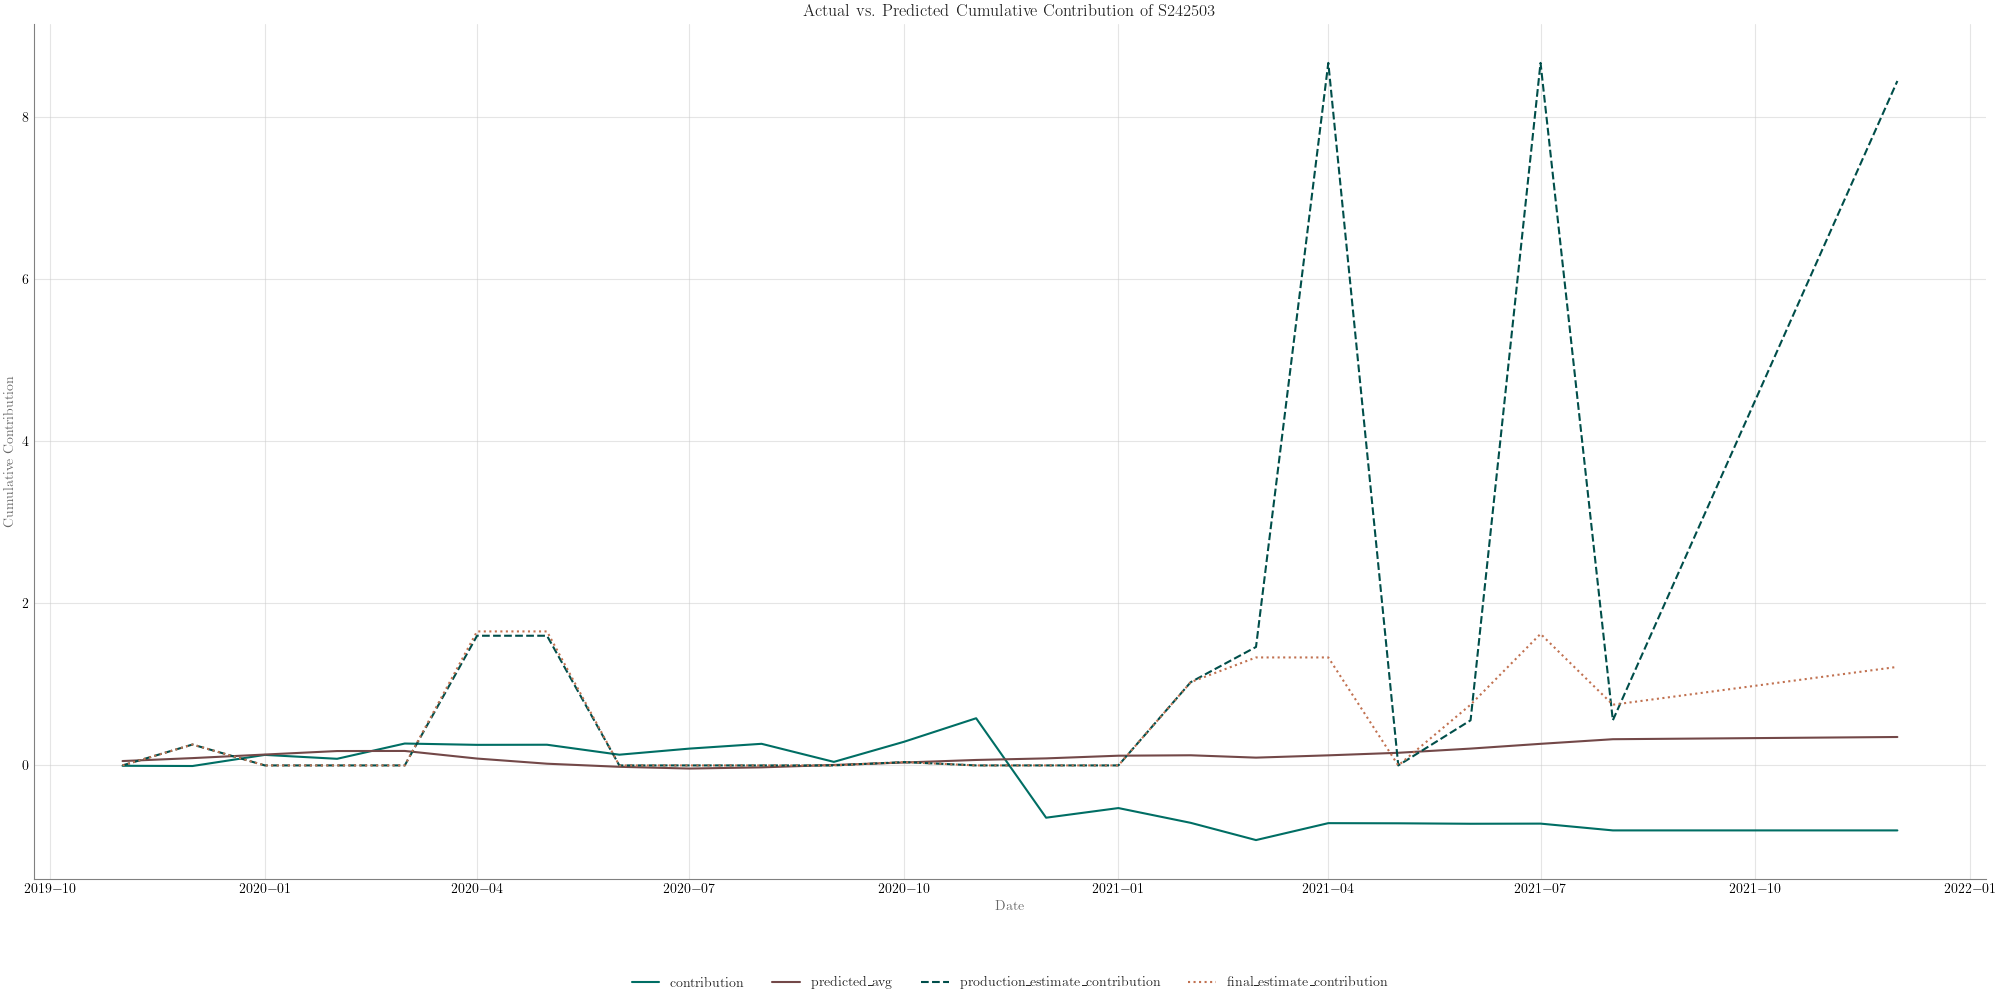 Actual vs. Predicted Cumulative Contribution of S242503
8
6
4
2
0
Cumulative Contribution
2019−10 2020−01 2020−04 2020−07 2020−10 2021−01 2021−04 2021−07 2021−10 2022−01
Date
contribution predicted_avg production_estimate_contribution final_estimate_contribution